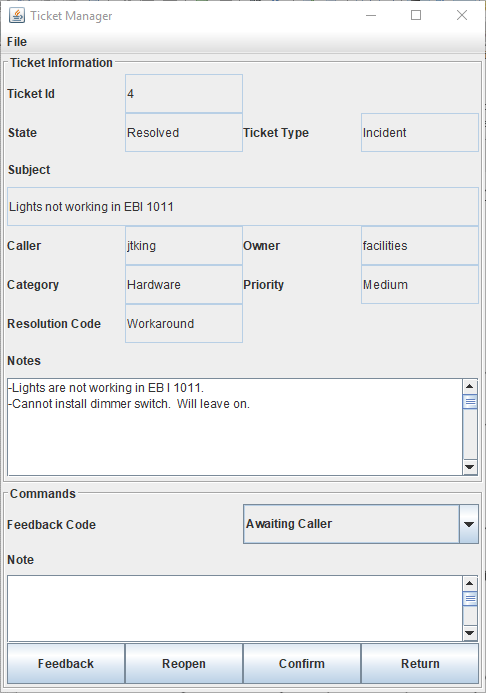 Ticket Manager
File
Ticket Information
Ticket Id 4
State Resolved Ticket Type Incident
Subject
Lights not working in EBI 1011
Caller jtking Owner facilities
Category Hardware Priority Medium
Resolution Code Workaround
Notes
-Lights are not working in EB I 1011.
-Cannot install dimmer switch.  Will leave on.
Commands
Feedback Code Awaiting Caller
Note
Feedback Reopen Confirm Return